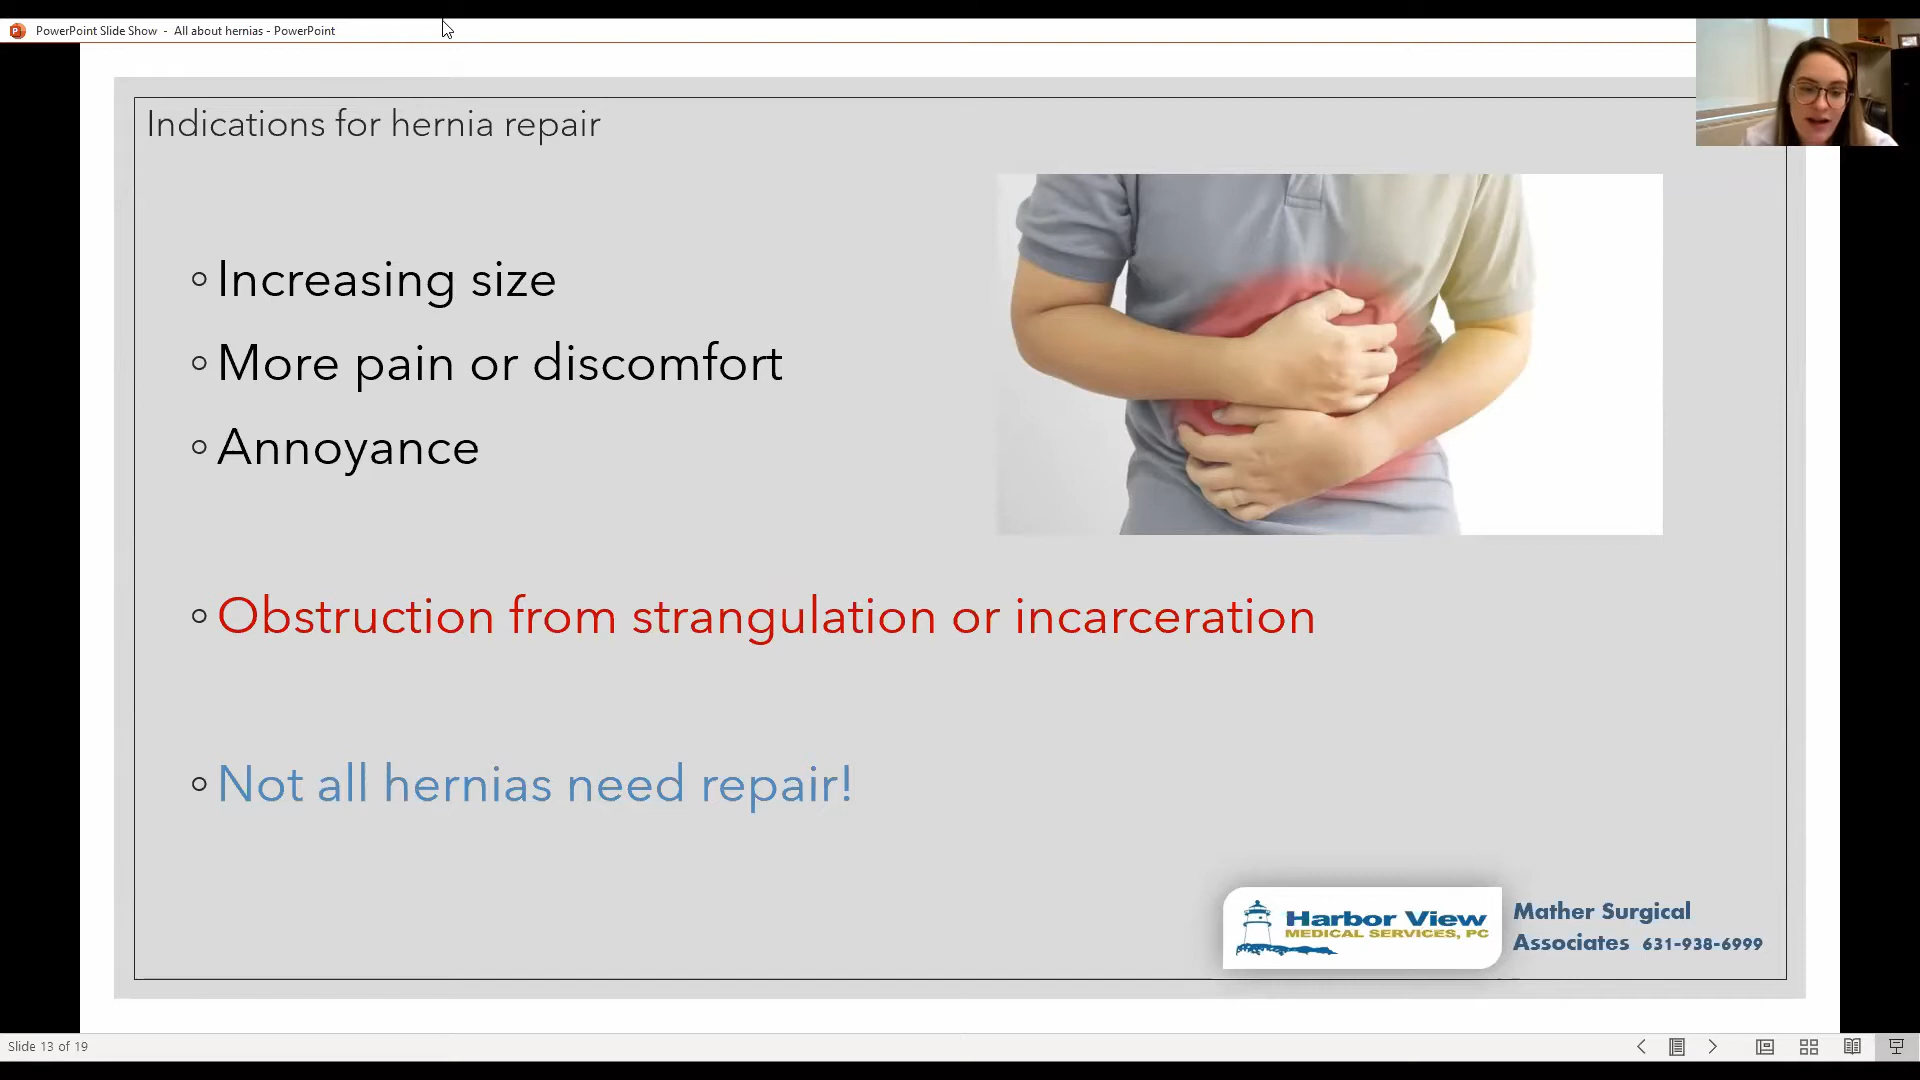 PowerPoint Slide Show - All about hernias - PowerPoint
Indications for hernia repair
Increasing size
More pain or discomfort
Annoyance
Obstruction from strangulation or incarceration
Not all hernias need repair!
Harbor View
MEDICAL SERVICES, PC
Mather Surgical
Associates 631-938-6999
Slide 13 of 19